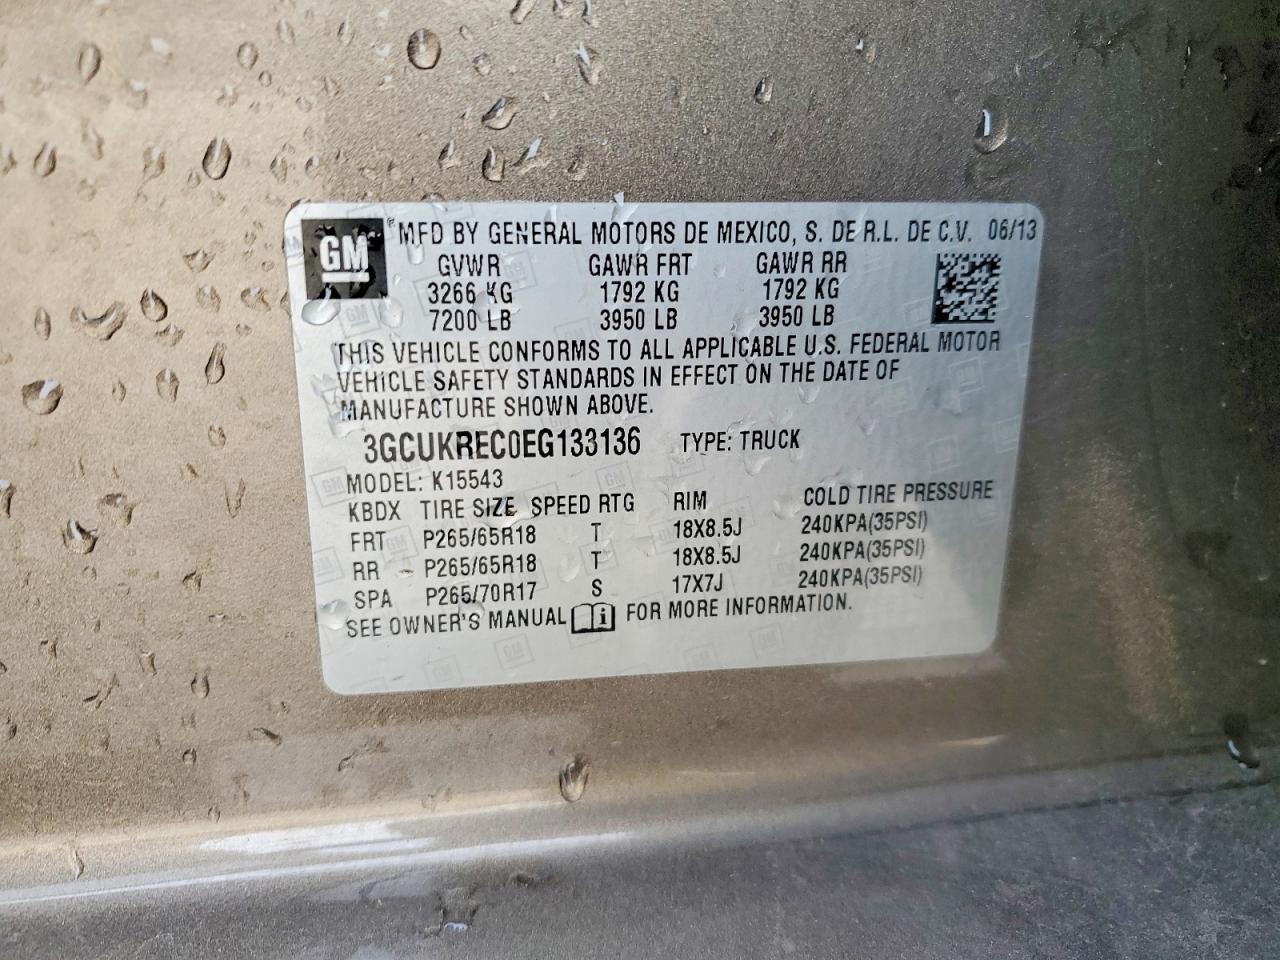 GM ® MFD BY GENERAL MOTORS DE MEXICO, S. DE R.L. DE C.V. 06/13
GVWR GAWR FRT GAWR RR
3266 KG 1792 KG 1792 KG
7200 LB 3950 LB 3950 LB
THIS VEHICLE CONFORMS TO ALL APPLICABLE U.S. FEDERAL MOTOR
VEHICLE SAFETY STANDARDS IN EFFECT ON THE DATE OF
MANUFACTURE SHOWN ABOVE.
3GCUKREC0EG133136 TYPE: TRUCK
MODEL: K15543
KBDX TIRE SIZE SPEED RTG RIM COLD TIRE PRESSURE
FRT P265/65R18 T 18X8.5J 240KPA(35PSI)
RR P265/65R18 T 18X8.5J 240KPA(35PSI)
SPA P265/70R17 S 17X7J 240KPA(35PSI)
SEE OWNER'S MANUAL i FOR MORE INFORMATION.